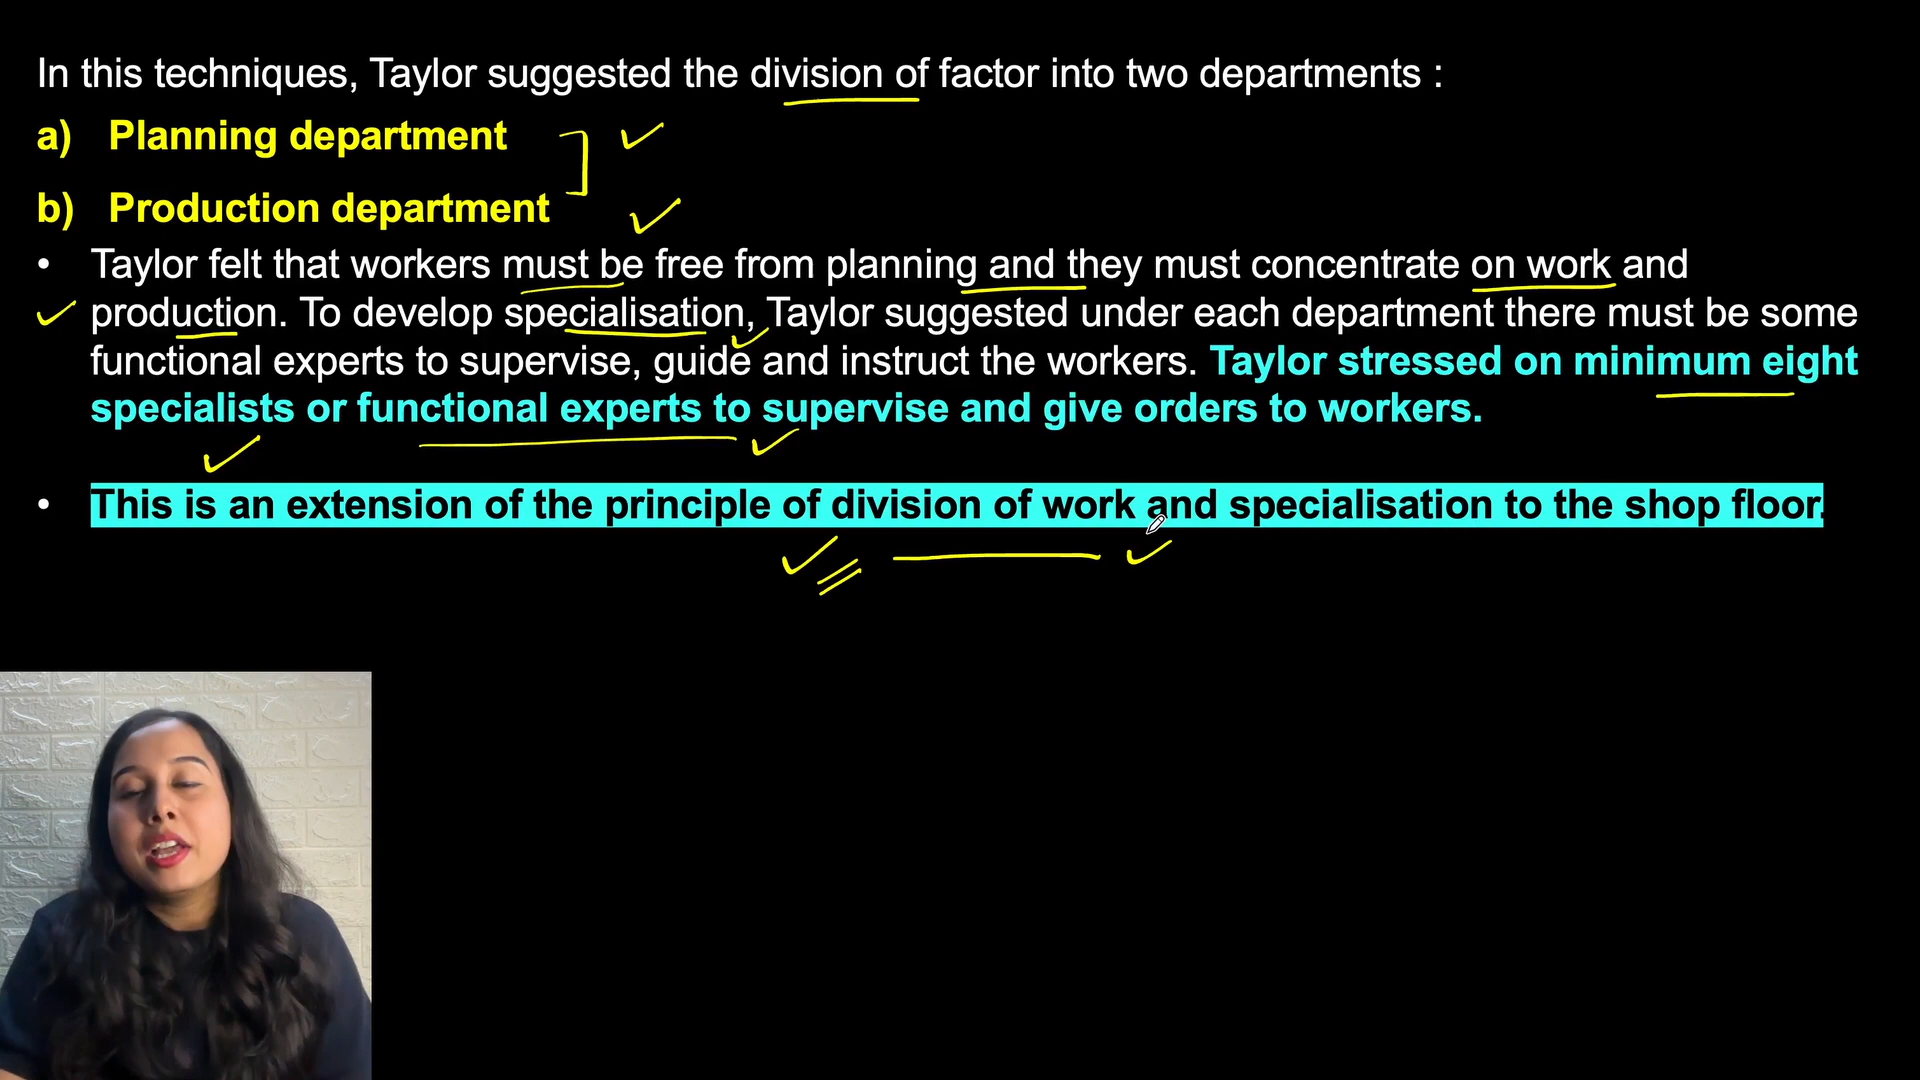 In this techniques, Taylor suggested the division of factor into two departments :
a) Planning department
b) Production department
• Taylor felt that workers must be free from planning and they must concentrate on work and
production. To develop specialisation, Taylor suggested under each department there must be some
functional experts to supervise, guide and instruct the workers. Taylor stressed on minimum eight
specialists or functional experts to supervise and give orders to workers.
• This is an extension of the principle of division of work and specialisation to the shop floor.